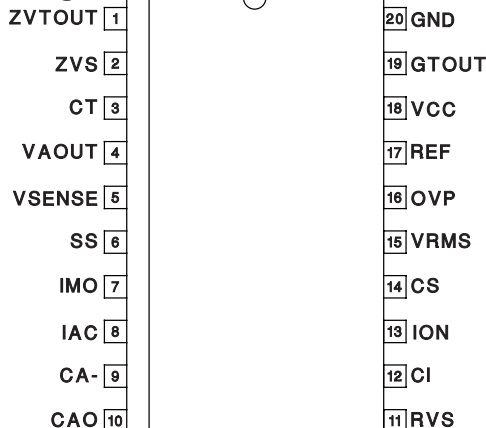 ZVTOUT 1 20 GND
ZVS 2 19 GTOUT
CT 3 18 VCC
VAOUT 4 17 REF
VSENSE 5 16 OVP
SS 6 15 VRMS
IMO 7 14 CS
IAC 8 13 ION
CA- 9 12 CI
CAO 10 11 RVS